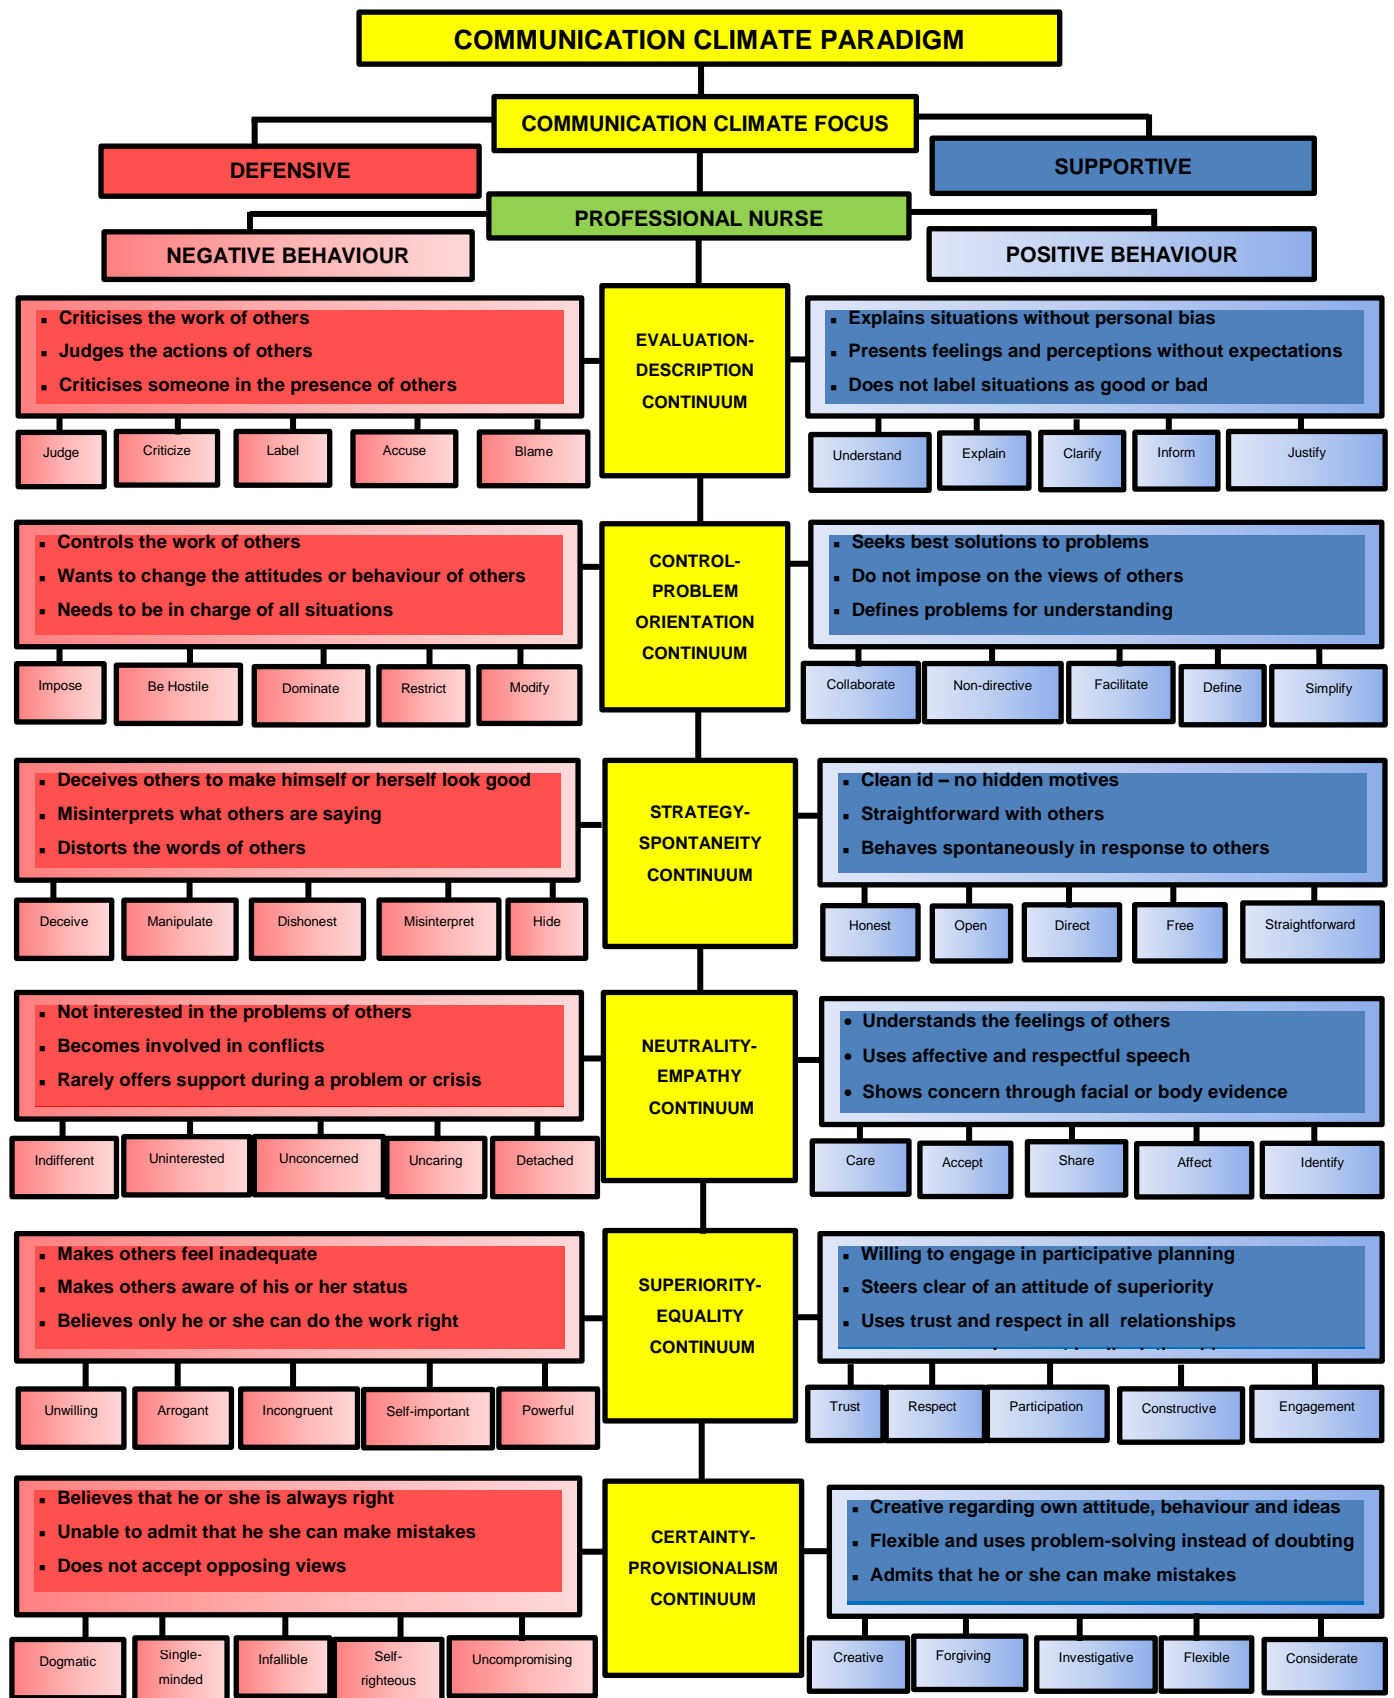 COMMUNICATION CLIMATE PARADIGM
COMMUNICATION CLIMATE FOCUS
DEFENSIVE
SUPPORTIVE
PROFESSIONAL NURSE
NEGATIVE BEHAVIOUR
POSITIVE BEHAVIOUR
▪ Criticises the work of others
▪ Judges the actions of others
▪ Criticises someone in the presence of others
Judge
Criticize
Label
Accuse
Blame
EVALUATION-
DESCRIPTION
CONTINUUM
▪ Explains situations without personal bias
▪ Presents feelings and perceptions without expectations
▪ Does not label situations as good or bad
Understand
Explain
Clarify
Inform
Justify
▪ Controls the work of others
▪ Wants to change the attitudes or behaviour of others
▪ Needs to be in charge of all situations
Impose
Be Hostile
Dominate
Restrict
Modify
CONTROL-
PROBLEM
ORIENTATION
CONTINUUM
▪ Seeks best solutions to problems
▪ Do not impose on the views of others
▪ Defines problems for understanding
Collaborate
Non-directive
Facilitate
Define
Simplify
▪ Deceives others to make himself or herself look good
▪ Misinterprets what others are saying
▪ Distorts the words of others
Deceive
Manipulate
Dishonest
Misinterpret
Hide
STRATEGY-
SPONTANEITY
CONTINUUM
▪ Clean id – no hidden motives
▪ Straightforward with others
▪ Behaves spontaneously in response to others
Honest
Open
Direct
Free
Straightforward
▪ Not interested in the problems of others
▪ Becomes involved in conflicts
▪ Rarely offers support during a problem or crisis
Indifferent
Uninterested
Unconcerned
Uncaring
Detached
NEUTRALITY-
EMPATHY
CONTINUUM
• Understands the feelings of others
• Uses affective and respectful speech
• Shows concern through facial or body evidence
Care
Accept
Share
Affect
Identify
▪ Makes others feel inadequate
▪ Makes others aware of his or her status
▪ Believes only he or she can do the work right
Unwilling
Arrogant
Incongruent
Self-important
Powerful
SUPERIORITY-
EQUALITY
CONTINUUM
▪ Willing to engage in participative planning
▪ Steers clear of an attitude of superiority
▪ Uses trust and respect in all relationships
Trust
Respect
Participation
Constructive
Engagement
▪ Believes that he or she is always right
▪ Unable to admit that he she can make mistakes
▪ Does not accept opposing views
Dogmatic
Single-
minded
Infallible
Self-
righteous
Uncompromising
CERTAINTY-
PROVISIONALISM
CONTINUUM
▪ Creative regarding own attitude, behaviour and ideas
▪ Flexible and uses problem-solving instead of doubting
▪ Admits that he or she can make mistakes
Creative
Forgiving
Investigative
Flexible
Considerate